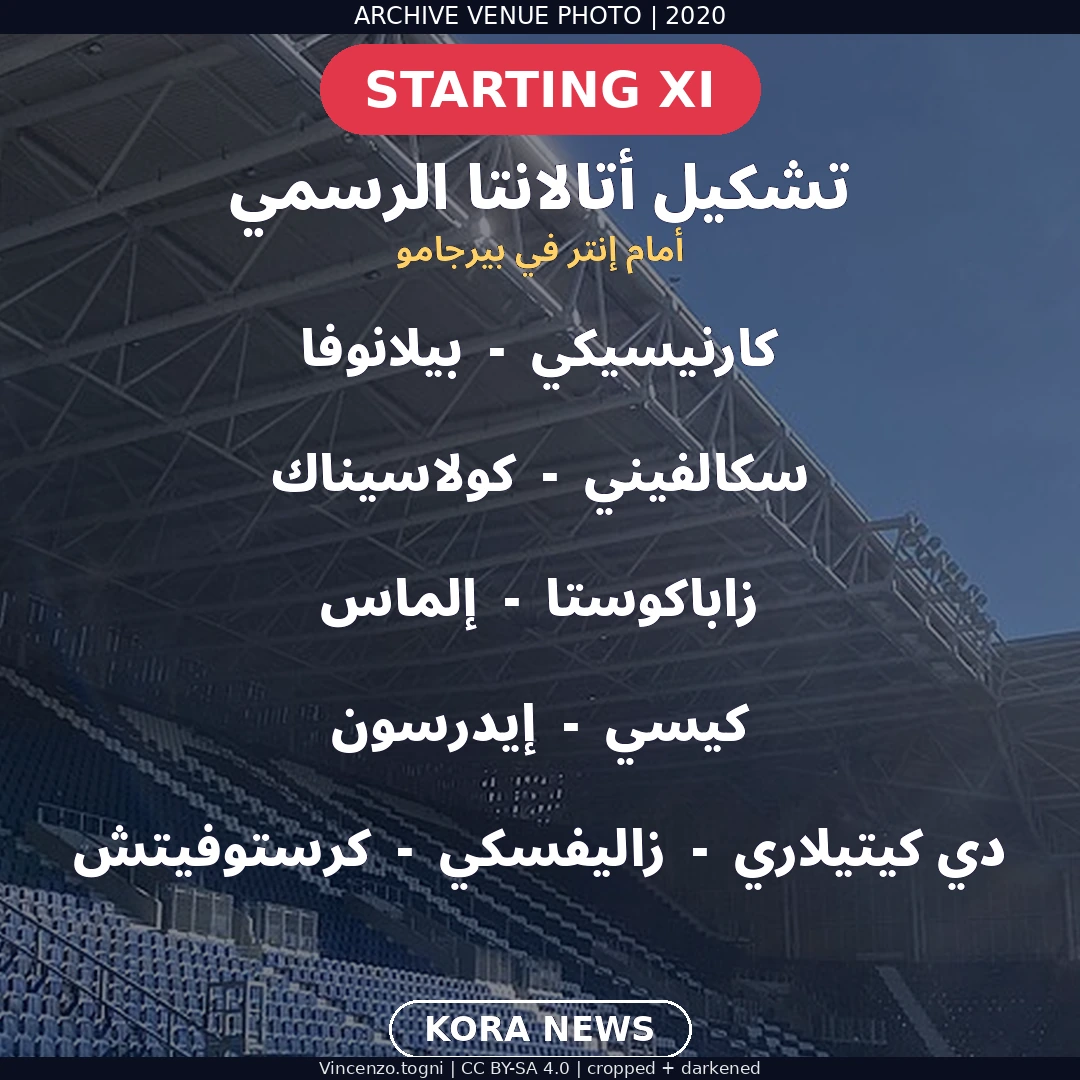 ARCHIVE VENUE PHOTO | 2020
STARTING XI
تشكيل أتالانتا الرسمي
أمام إنتر في بيرجامو
كارنيسيكي - بيلانوفا
سكالفيني - كولاسيناك
زاباكوستا - إلماس
كيسي - إيدرسون
دي كيتيلاري - زاليفسكي - كرستوفيتش
KORA NEWS
Vincenzo.togni | CC BY-SA 4.0 | cropped + darkened